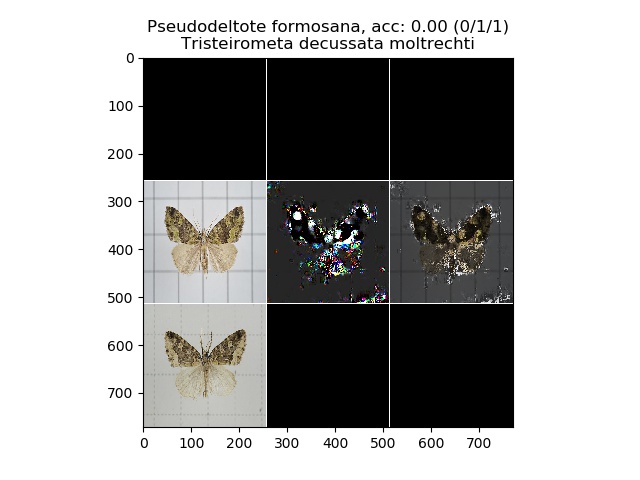 Pseudodeltote formosana, acc: 0.00 (0/1/1)
Tristeirometa decussata moltrechti
0
100
200
300
400
500
600
700
0 100 200 300 400 500 600 700